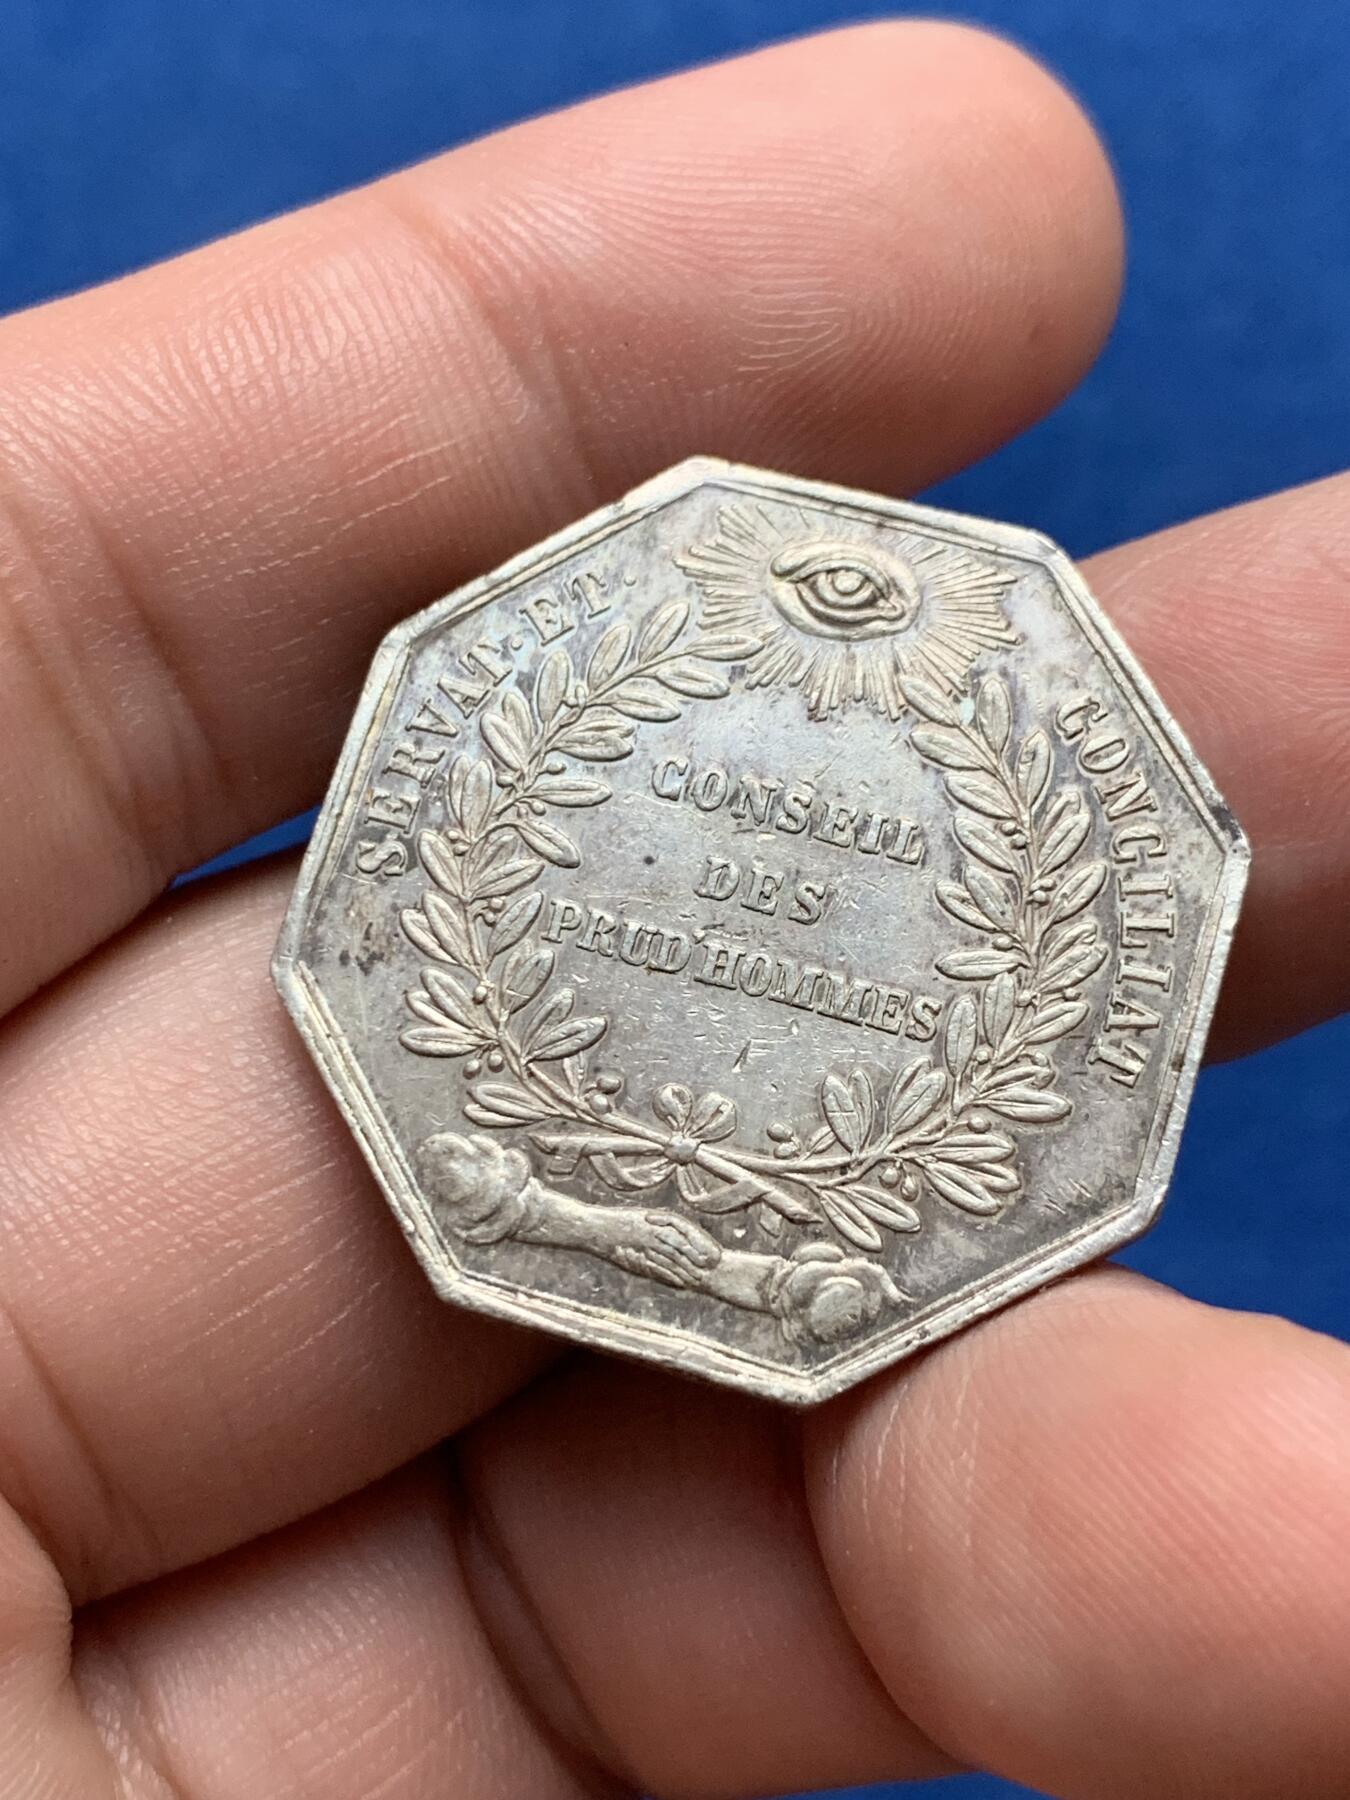 SERVAT·ET· CONCILIAT
CONSEIL
DES
PRUD'HOMMES